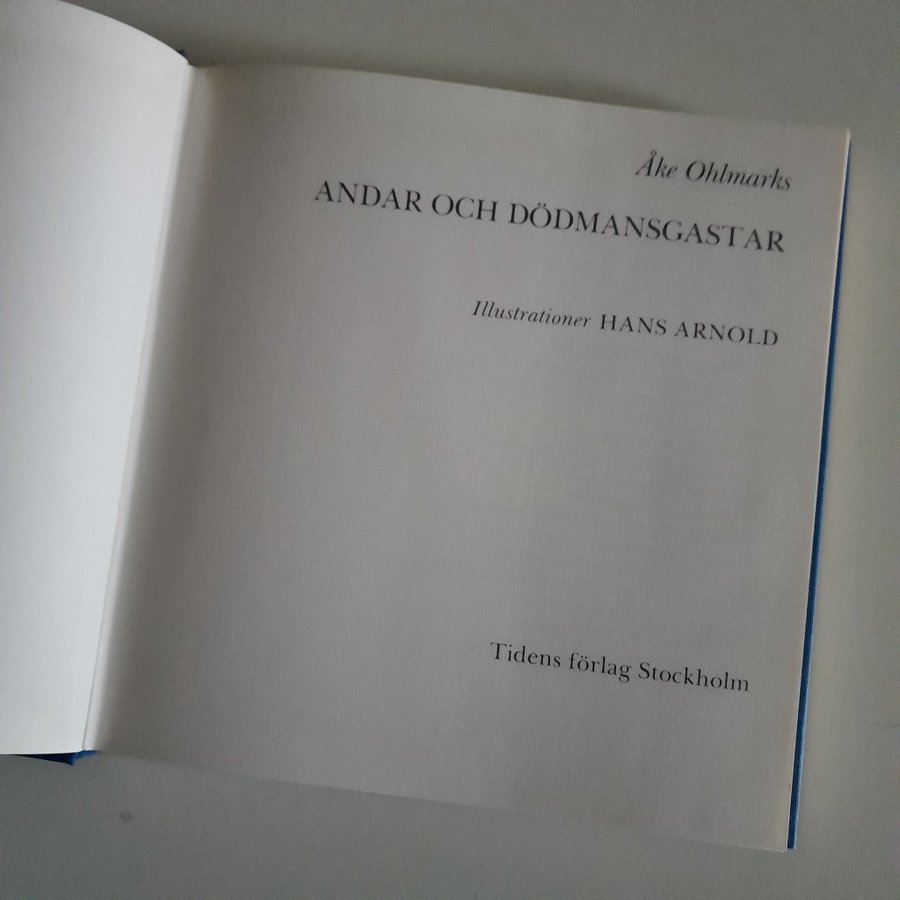 Åke Ohlmarks
ANDAR OCH DÖDMANSGASTAR
Illustrationer HANS ARNOLD
Tidens förlag Stockholm